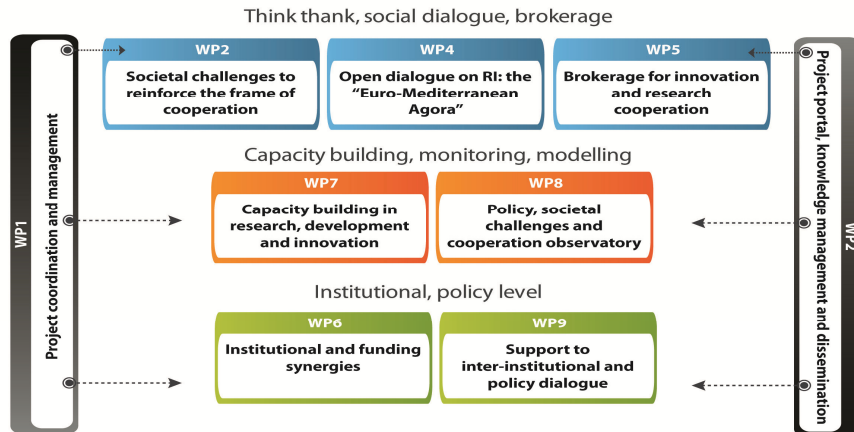 Think thank, social dialogue, brokerage
WP1
Project coordination and management
WP2
Societal challenges to
reinforce the frame of
cooperation
WP4
Open dialogue on RI: the
“Euro-Mediterranean
Agora”
WP5
Brokerage for innovation
and research
cooperation
Capacity building, monitoring, modelling
WP7
Capacity building in
research, development
and innovation
WP8
Policy, societal
challenges and
cooperation observatory
Institutional, policy level
WP6
Institutional and funding
synergies
WP9
Support to
inter-institutional and
policy dialogue
Project portal, knowledge management and dissemination
WP2